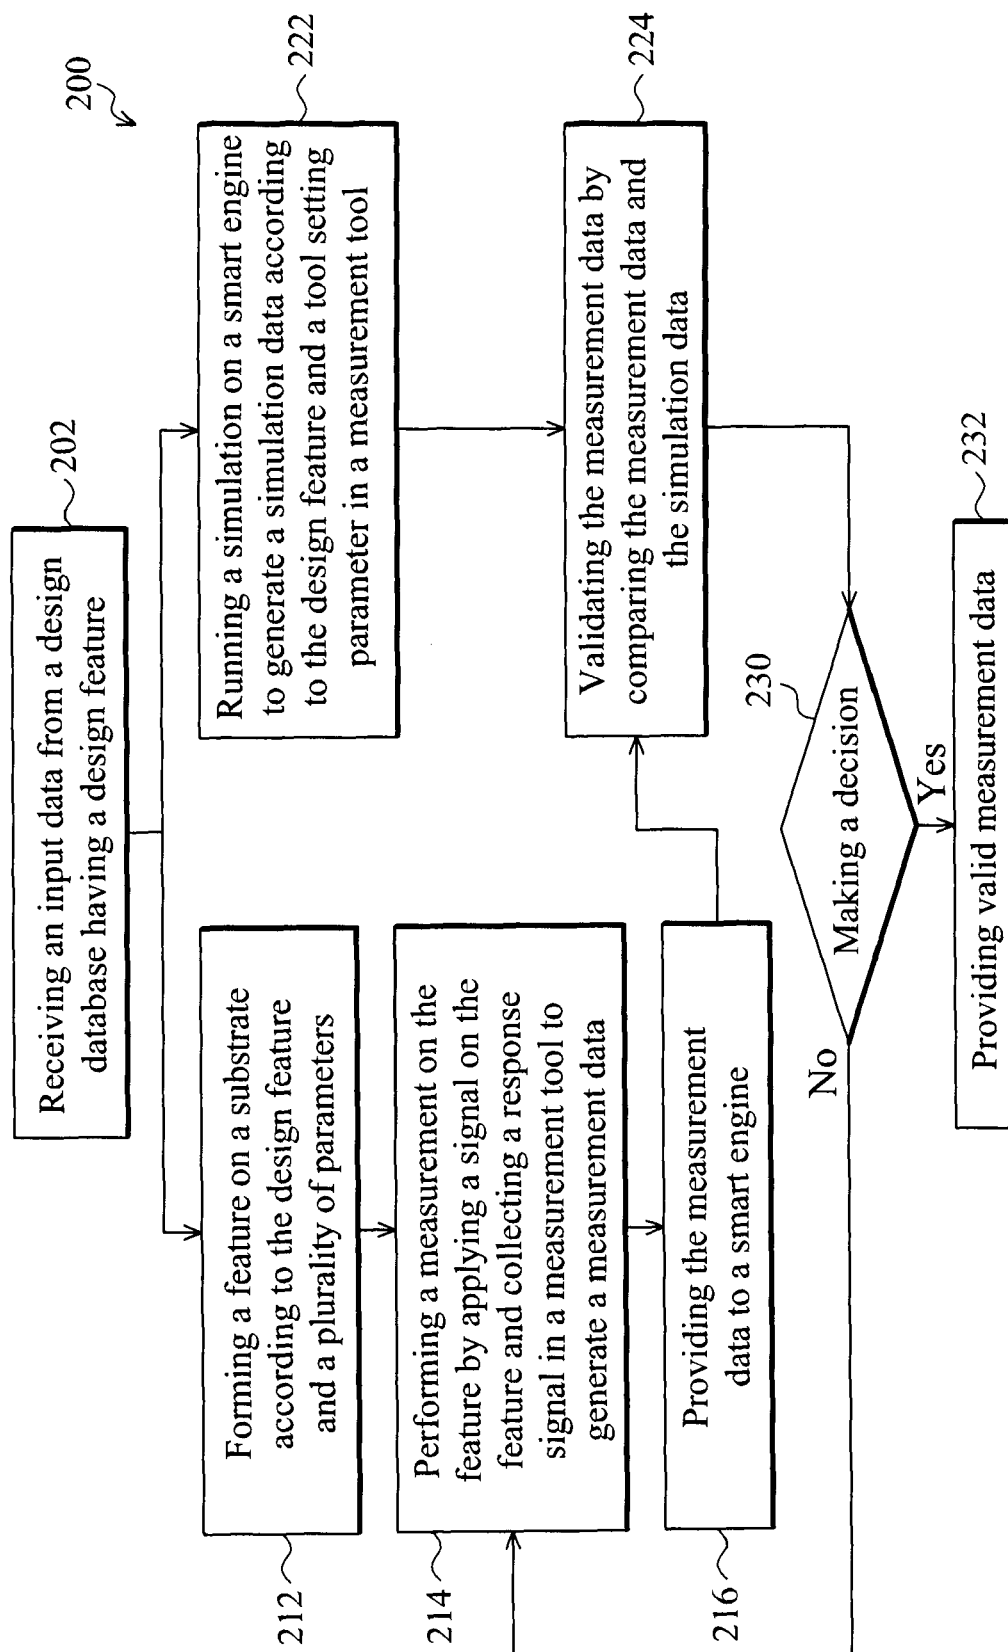 200
202
Receiving an input data from a design
database having a design feature
212
Forming a feature on a substrate
according to the design feature
and a plurality of parameters
222
Running a simulation on a smart engine
to generate a simulation data according
to the design feature and a tool setting
parameter in a measurement tool
214
Performing a measurement on the
feature by applying a signal on the
feature and collecting a response
signal in a measurement tool to
generate a measurement data
216
Providing the measurement
data to a smart engine
224
Validating the measurement data by
comparing the measurement data and
the simulation data
230
Making a decision
No
Yes
232
Providing valid measurement data